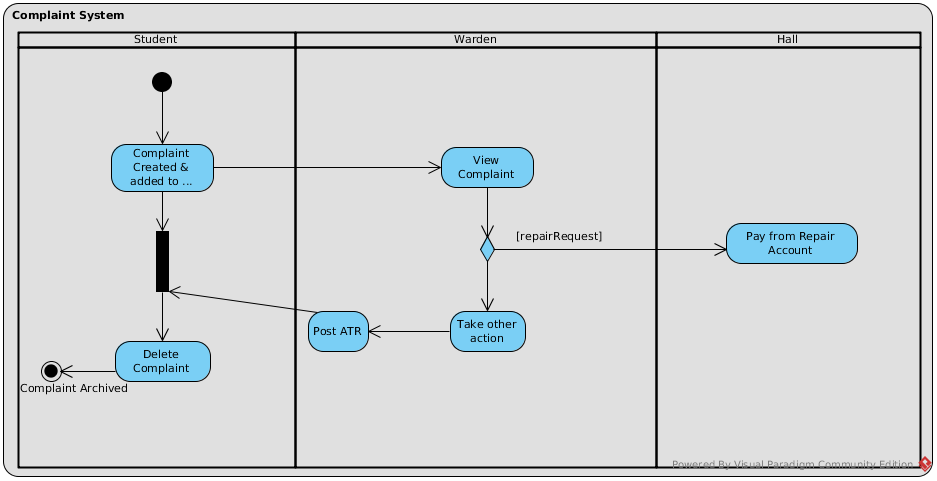 Complaint System
Student
Warden
Hall
Complaint
Created &
added to ...
View
Complaint
[repairRequest]
Pay from Repair
Account
Post ATR
Take other
action
Delete
Complaint
Complaint Archived
Powered By Visual Paradigm Community Edition